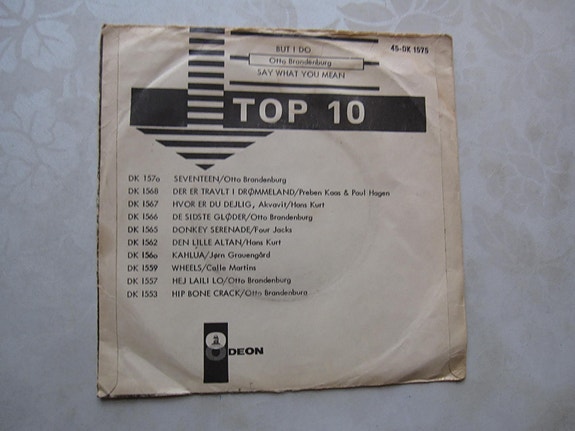 BUT I DO
45-DK 1575
Otto Brandenburg
SAY WHAT YOU MEAN
TOP 10
DK 1570 SEVENTEEN/Otto Brandenburg
DK 1568 DER ER TRAVLT I DRØMMELAND/Preben Kaas & Poul Hagen
DK 1567 HVOR ER DU DEJLIG, Akvavit/Hans Kurt
DK 1566 DE SIDSTE GLØDER/Otto Brandenburg
DK 1565 DONKEY SERENADE/Four Jacks
DK 1562 DEN LILLE ALTAN/Hans Kurt
DK 1560 KAHLUA/Jørn Grauengård
DK 1559 WHEELS/Calle Martins
DK 1557 HEJ LAILI LO/Otto Brandenburg
DK 1553 HIP BONE CRACK/Otto Brandenburg
ODEON